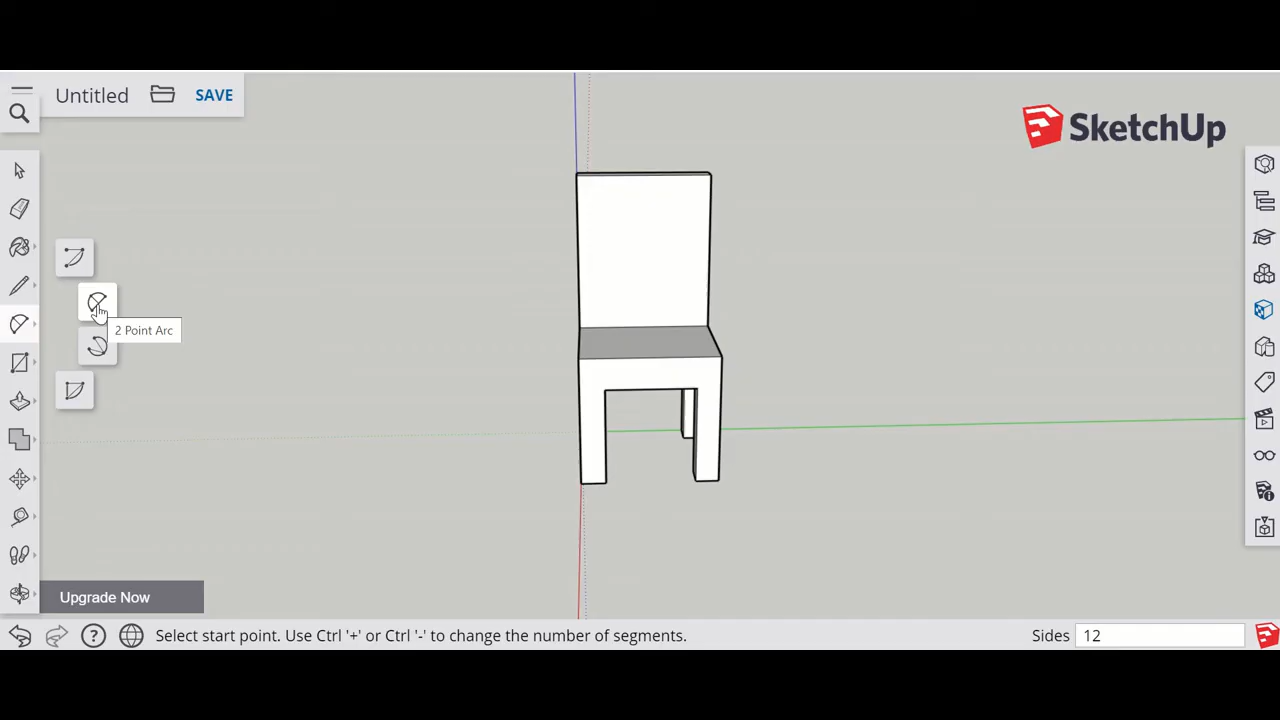 Untitled
SAVE
SketchUp
2 Point Arc
Upgrade Now
Select start point. Use Ctrl '+' or Ctrl '-' to change the number of segments.
Sides 12